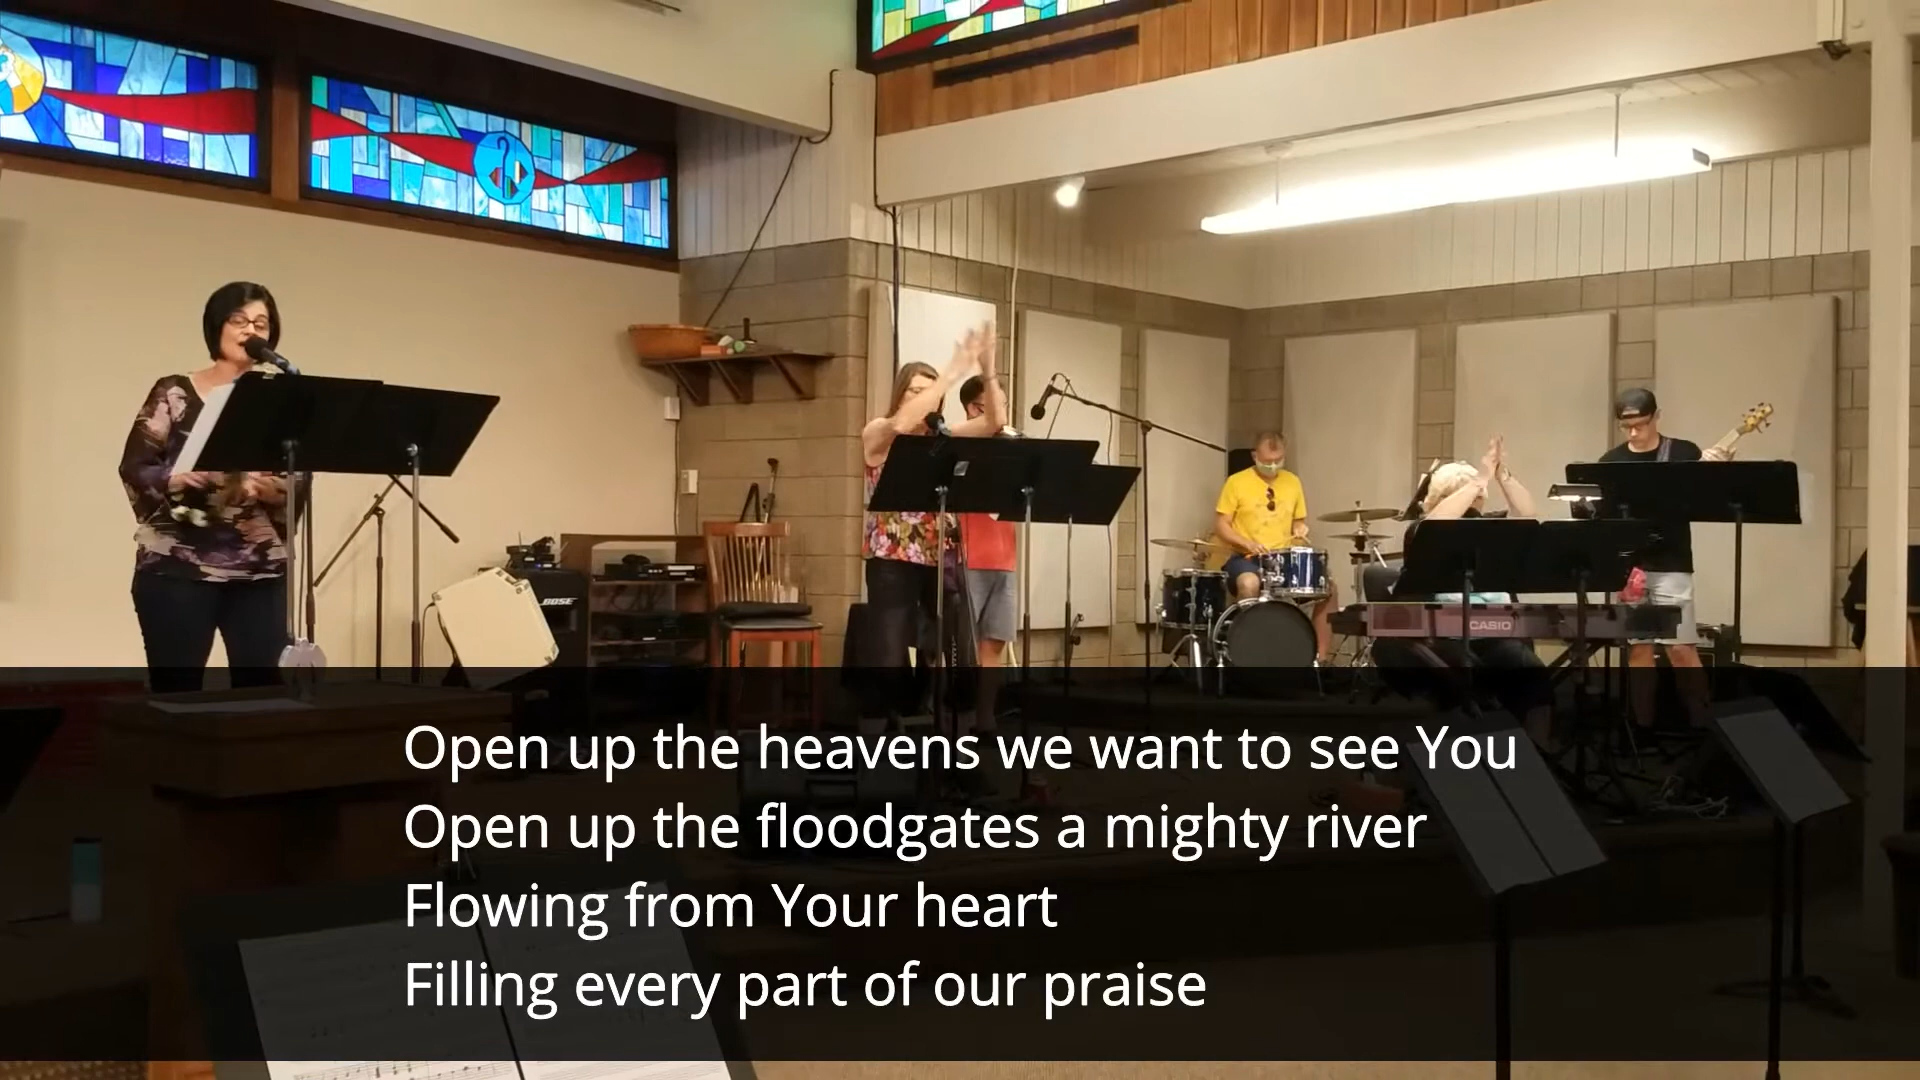 BOSE
CASIO
Open up the heavens we want to see You
Open up the floodgates a mighty river
Flowing from Your heart
Filling every part of our praise